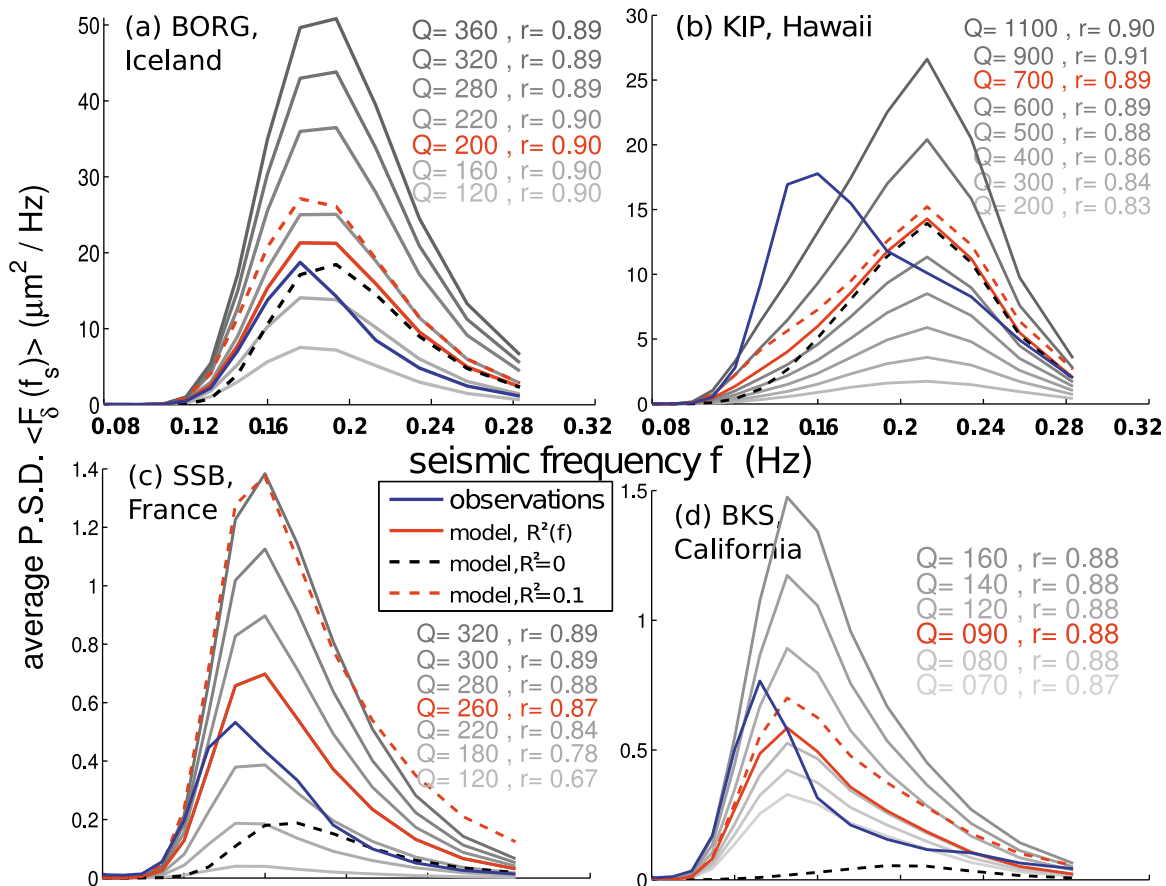 (a) BORG,
Iceland
Q= 360 , r= 0.89
Q= 320 , r= 0.89
Q= 280 , r= 0.89
Q= 220 , r= 0.90
Q= 200 , r= 0.90
Q= 160 , r= 0.90
Q= 120 , r= 0.90
50
40
30
20
10
0
0.08 0.12 0.16 0.2 0.24 0.28 0.32
(b) KIP, Hawaii
Q= 1100 , r= 0.90
Q= 900 , r= 0.91
Q= 700 , r= 0.89
Q= 600 , r= 0.89
Q= 500 , r= 0.88
Q= 400 , r= 0.86
Q= 300 , r= 0.84
Q= 200 , r= 0.83
30
25
20
15
10
5
0
0.08 0.12 0.16 0.2 0.24 0.28 0.32
average P.S.D. <F_δ (f_s)> (μm² / Hz)
seismic frequency f (Hz)
(c) SSB,
France
observations
model, R²(f)
model,R²=0
model,R²=0.1
Q= 320 , r= 0.89
Q= 300 , r= 0.89
Q= 280 , r= 0.88
Q= 260 , r= 0.87
Q= 220 , r= 0.84
Q= 180 , r= 0.78
Q= 120 , r= 0.67
1.4
1.2
1
0.8
0.6
0.4
0.2
0
(d) BKS,
California
Q= 160 , r= 0.88
Q= 140 , r= 0.88
Q= 120 , r= 0.88
Q= 090 , r= 0.88
Q= 080 , r= 0.88
Q= 070 , r= 0.87
1.5
1
0.5
0